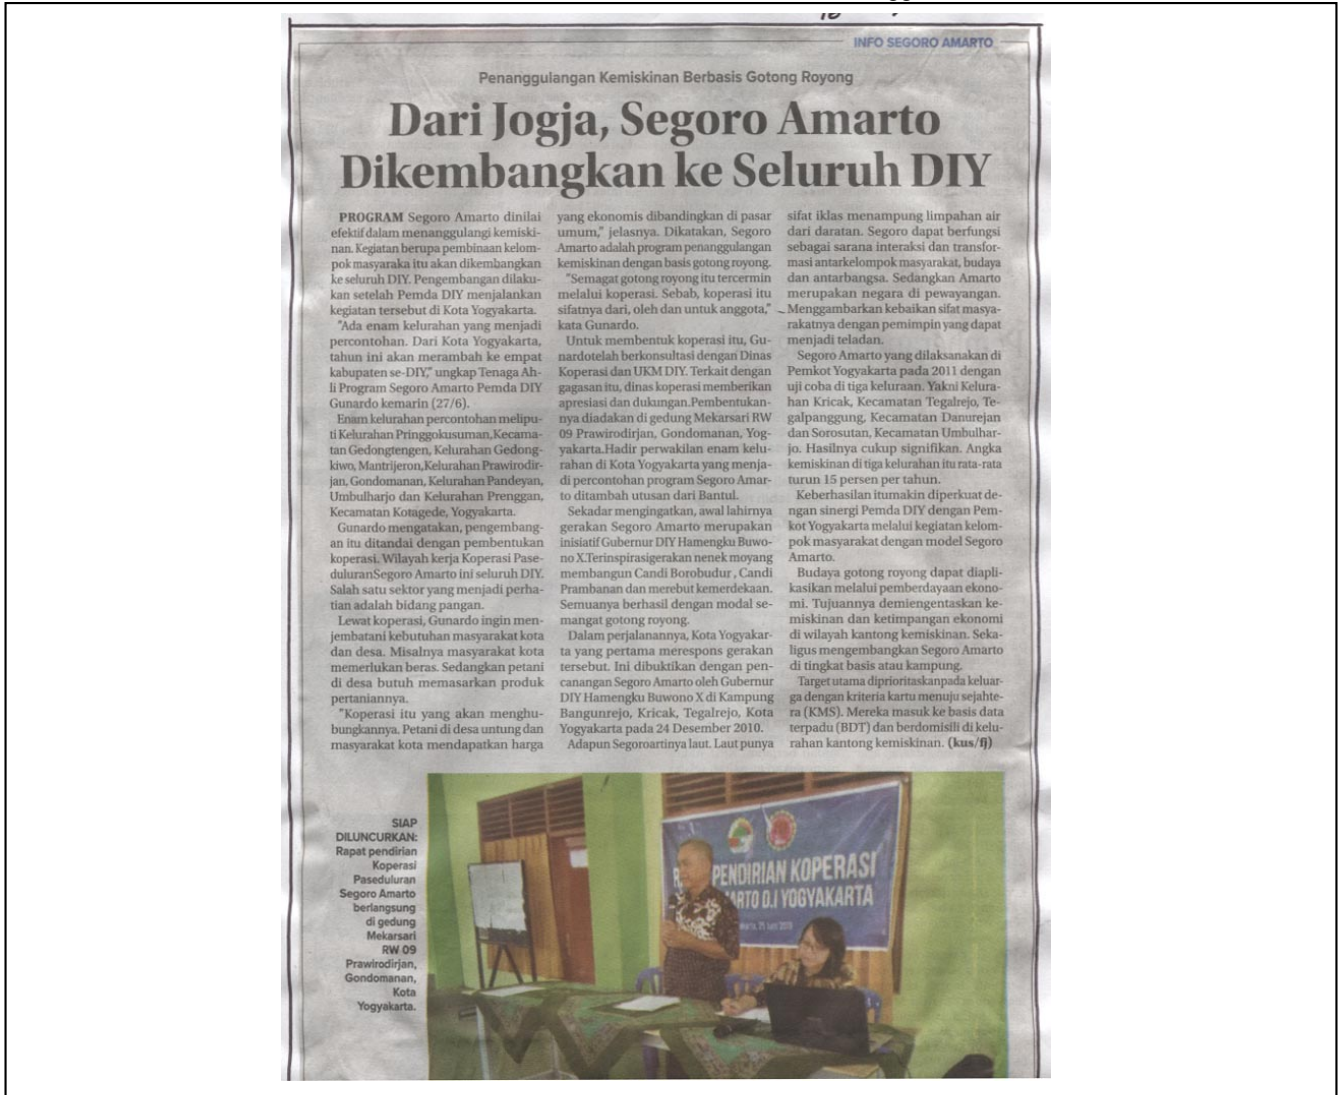 INFO SEGORO AMARTO
Penanggulangan Kemiskinan Berbasis Gotong Royong
Dari Jogja, Segoro Amarto
Dikembangkan ke Seluruh DIY
PROGRAM Segoro Amarto dinilai
efektif dalam menanggulangi kemiski-
nan. Kegiatan berupa pembinaan kelom-
pok masyaraka itu akan dikembangkan
ke seluruh DIY. Pengembangan dilaku-
kan setelah Pemda DIY menjalankan
kegiatan tersebut di Kota Yogyakarta.
"Ada enam kelurahan yang menjadi
percontohan. Dari Kota Yogyakarta,
tahun ini akan merambah ke empat
kabupaten se-DIY," ungkap Tenaga Ah-
li Program Segoro Amarto Pemda DIY
Gunardo kemarin (27/6).
Enam kelurahan percontohan melipu-
ti Kelurahan Pringgokusuman,Kecama-
tan Gedongtengen, Kelurahan Gedong-
kiwo, Mantrijeron,Kelurahan Prawirodir-
jan, Gondomanan, Kelurahan Pandeyan,
Umbulharjo dan Kelurahan Prenggan,
Kecamatan Kotagede, Yogyakarta.
Gunardo mengatakan, pengembang-
an itu ditandai dengan pembentukan
koperasi. Wilayah kerja Koperasi Pase-
duluranSegoro Amarto ini seluruh DIY.
Salah satu sektor yang menjadi perha-
tian adalah bidang pangan.
Lewat koperasi, Gunardo ingin men-
jembatani kebutuhan masyarakat kota
dan desa. Misalnya masyarakat kota
memerlukan beras. Sedangkan petani
di desa butuh memasarkan produk
pertaniannya.
"Koperasi itu yang akan menghu-
bungkannya. Petani di desa untung dan
masyarakat kota mendapatkan harga
yang ekonomis dibandingkan di pasar
umum," jelasnya. Dikatakan, Segoro
Amarto adalah program penanggulangan
kemiskinan dengan basis gotong royong.
"Semagat gotong royong itu tercermin
melalui koperasi. Sebab, koperasi itu
sifatnya dari, oleh dan untuk anggota,"
kata Gunardo.
Untuk membentuk koperasi itu, Gu-
nardotelah berkonsultasi dengan Dinas
Koperasi dan UKM DIY. Terkait dengan
gagasan itu, dinas koperasi memberikan
apresiasi dan dukungan.Pembentukan-
nya diadakan di gedung Mekarsari RW
09 Prawirodirjan, Gondomanan, Yog-
yakarta.Hadir perwakilan enam kelu-
rahan di Kota Yogyakarta yang menja-
di percontohan program Segoro Amar-
to ditambah utusan dari Bantul.
Sekadar mengingatkan, awal lahirnya
gerakan Segoro Amarto merupakan
inisiatif Gubernur DIY Hamengku Buwo-
no X.Terinspirasigerakan nenek moyang
membangun Candi Borobudur , Candi
Prambanan dan merebut kemerdekaan.
Semuanya berhasil dengan modal se-
mangat gotong royong.
Dalam perjalanannya, Kota Yogyakar-
ta yang pertama merespons gerakan
tersebut. Ini dibuktikan dengan pen-
canangan Segoro Amarto oleh Gubernur
DIY Hamengku Buwono X di Kampung
Bangunrejo, Kricak, Tegalrejo, Kota
Yogyakarta pada 24 Desember 2010.
Adapun Segoroartinya laut. Laut punya
sifat iklas menampung limpahan air
dari daratan. Segoro dapat berfungsi
sebagai sarana interaksi dan transfor-
masi antarkelompok masyarakat, budaya
dan antarbangsa. Sedangkan Amarto
merupakan negara di pewayangan.
Menggambarkan kebaikan sifat masya-
rakatnya dengan pemimpin yang dapat
menjadi teladan.
Segoro Amarto yang dilaksanakan di
Pemkot Yogyakarta pada 2011 dengan
uji coba di tiga keluraan. Yakni Kelura-
han Kricak, Kecamatan Tegalrejo, Te-
galpanggung, Kecamatan Danurejan
dan Sorosutan, Kecamatan Umbulhar-
jo. Hasilnya cukup signifikan. Angka
kemiskinan di tiga kelurahan itu rata-rata
turun 15 persen per tahun.
Keberhasilan itumakin diperkuat de-
ngan sinergi Pemda DIY dengan Pem-
kot Yogyakarta melalui kegiatan kelom-
pok masyarakat dengan model Segoro
Amarto.
Budaya gotong royong dapat diapli-
kasikan melalui pemberdayaan ekono-
mi. Tujuannya demiengentaskan ke-
miskinan dan ketimpangan ekonomi
di wilayah kantong kemiskinan. Seka-
ligus mengembangkan Segoro Amarto
di tingkat basis atau kampung.
Target utama diprioritaskanpada keluar-
ga dengan kriteria kartu menuju sejahte-
ra (KMS). Mereka masuk ke basis data
terpadu (BDT) dan berdomisili di kelu-
rahan kantong kemiskinan. (kus/fj)
SIAP
DILUNCURKAN:
Rapat pendirian
Koperasi
Paseduluran
Segoro Amarto
berlangsung
di gedung
Mekarsari
RW 09
Prawirodirjan,
Gondomanan,
Kota
Yogyakarta.
PENDIRIAN KOPERASI
ARTO D.I YOGYAKARTA